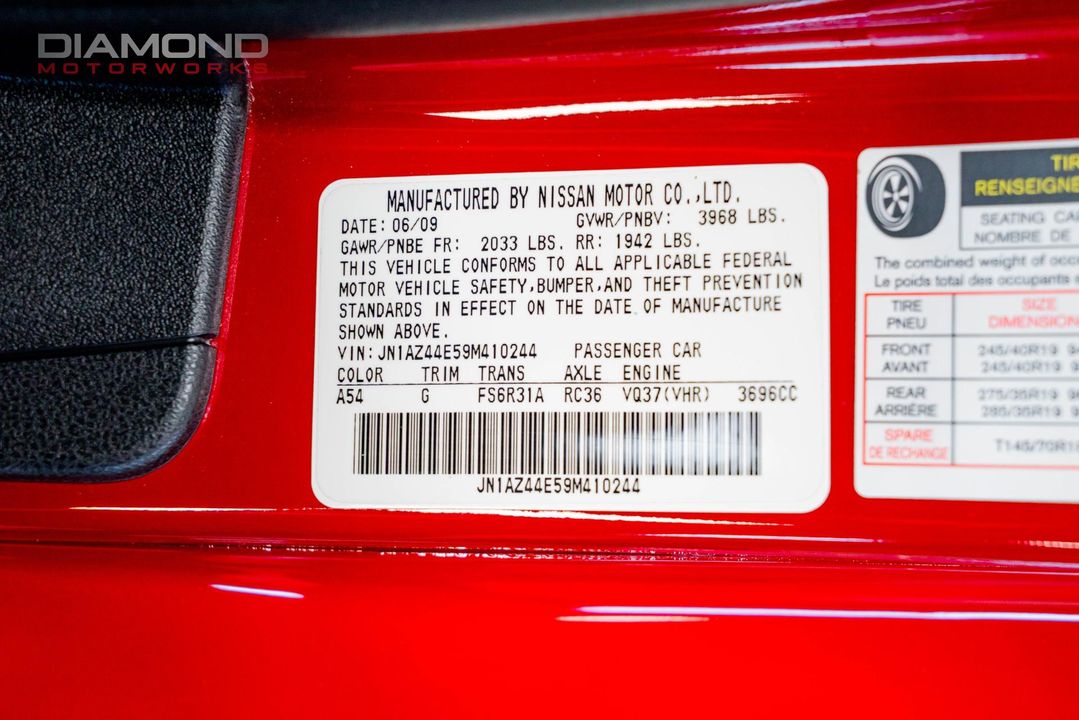 DIAMOND
MOTORWORKS
MANUFACTURED BY NISSAN MOTOR CO.,LTD.
DATE: 06/09 GVWR/PNBV: 3968 LBS.
GAWR/PNBE FR: 2033 LBS. RR: 1942 LBS.
THIS VEHICLE CONFORMS TO ALL APPLICABLE FEDERAL
MOTOR VEHICLE SAFETY,BUMPER,AND THEFT PREVENTION
STANDARDS IN EFFECT ON THE DATE OF MANUFACTURE
SHOWN ABOVE.
VIN: JN1AZ44E59M410244 PASSENGER CAR
COLOR TRIM TRANS AXLE ENGINE
A54 G FS6R31A RC36 VQ37(VHR) 3696CC
JN1AZ44E59M410244
TIR
RENSEIGNE
SEATING CA
NOMBRE DE
The combined weight of occ
Le poids total des occupants
TIRE SIZE
PNEU DIMENSION
FRONT 245/40R19
AVANT 245/40R19
REAR 275/35R19
ARRIÈRE 285/35R19
SPARE
DE RECHANGE T145/70R18